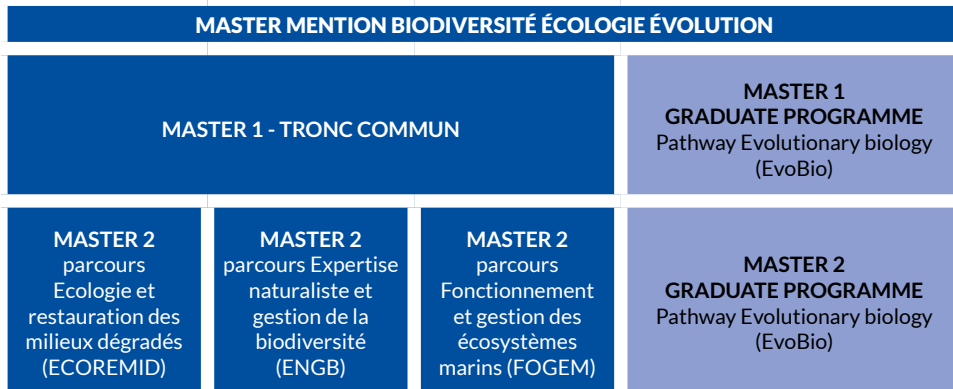 MASTER MENTION BIODIVERSITÉ ÉCOLOGIE ÉVOLUTION
MASTER 1 - TRONC COMMUN
MASTER 1
GRADUATE PROGRAMME
Pathway Evolutionary biology
(EvoBio)
MASTER 2
parcours
Ecologie et
restauration des
milieux dégradés
(ECOREMID)
MASTER 2
parcours Expertise
naturaliste et
gestion de la
biodiversité
(ENGB)
MASTER 2
parcours
Fonctionnement
et gestion des
écosystèmes
marins (FOGEM)
MASTER 2
GRADUATE PROGRAMME
Pathway Evolutionary biology
(EvoBio)